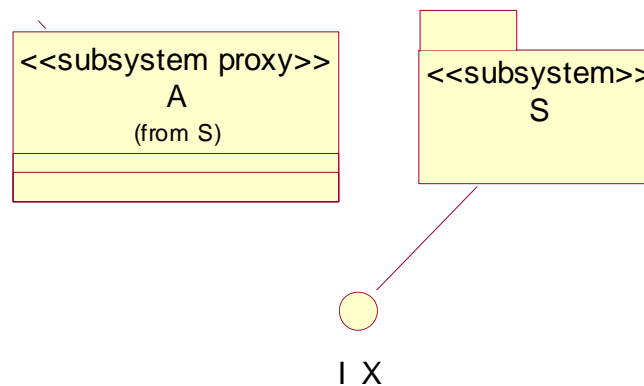 <<subsystem proxy>>
A
(from S)
<<subsystem>>
S
I X